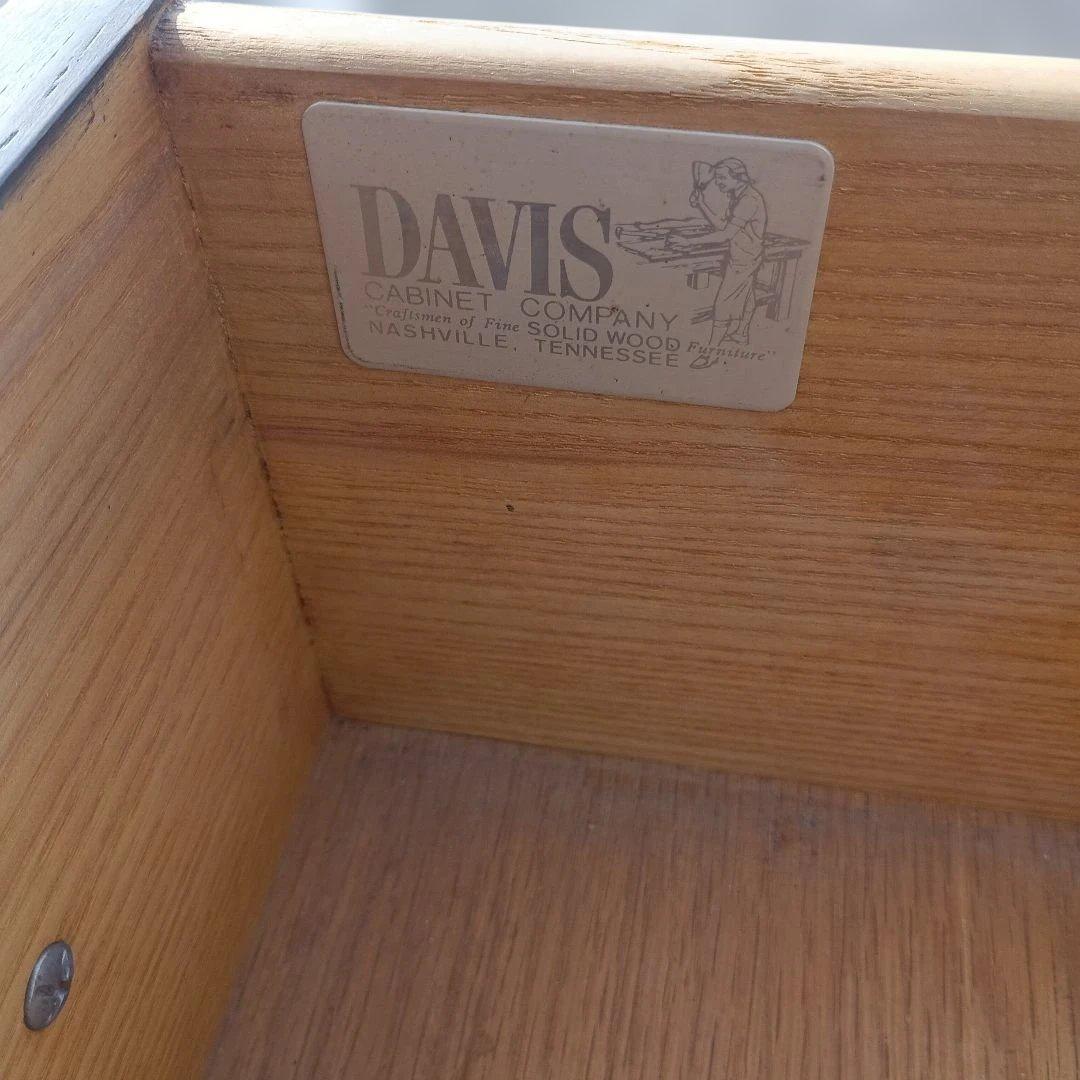 DAVIS
CABINET COMPANY
"Craftsmen of Fine SOLID WOOD Furniture"
NASHVILLE, TENNESSEE